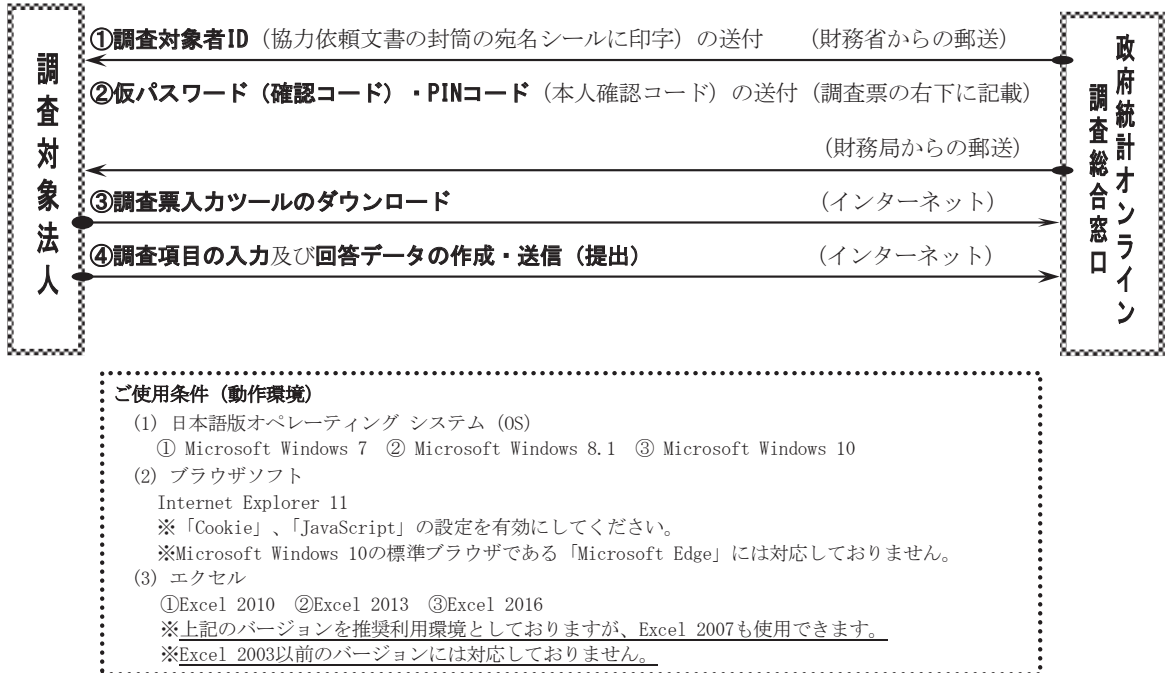 調査対象法人
①調査対象者ID（協力依頼文書の封筒の宛名シールに印字）の送付　　（財務省からの郵送）
②仮パスワード（確認コード）・PINコード（本人確認コード）の送付（調査票の右下に記載）
（財務局からの郵送）
③調査票入力ツールのダウンロード　　（インターネット）
④調査項目の入力及び回答データの作成・送信（提出）　　（インターネット）
政府統計オンライン
調査総合窓口
ご使用条件（動作環境）
(1) 日本語版オペレーティング システム（OS）
① Microsoft Windows 7　② Microsoft Windows 8.1　③ Microsoft Windows 10
(2) ブラウザソフト
Internet Explorer 11
※「Cookie」、「JavaScript」の設定を有効にしてください。
※Microsoft Windows 10の標準ブラウザである「Microsoft Edge」には対応しておりません。
(3) エクセル
①Excel 2010　②Excel 2013　③Excel 2016
※上記のバージョンを推奨利用環境としておりますが、Excel 2007も使用できます。
※Excel 2003以前のバージョンには対応しておりません。